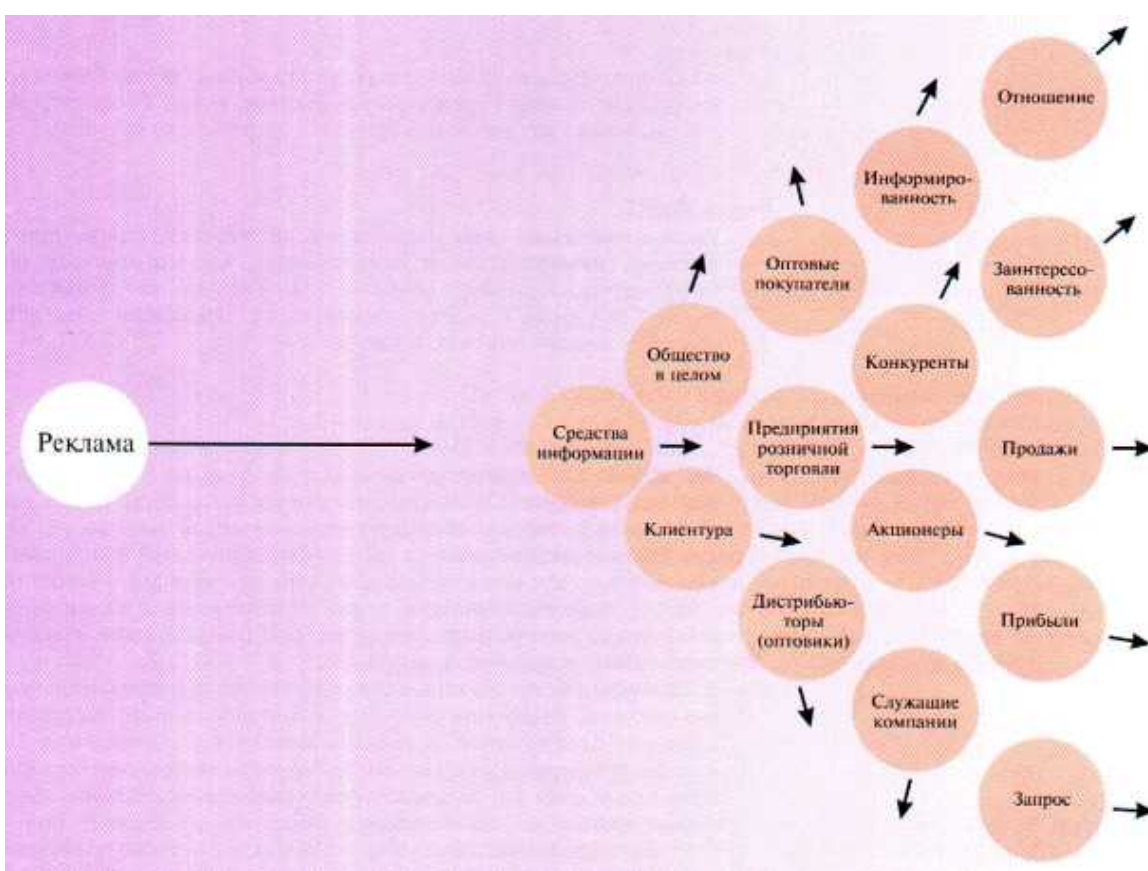 Реклама
Средства
информации
Общество
в целом
Клиентура
Оптовые
покупатели
Предприятия
розничной
торговли
Дистрибью-
торы
(оптовики)
Информиро-
ванность
Конкуренты
Акционеры
Служащие
компании
Отношение
Заинтересо-
ванность
Продажи
Прибыли
Запрос